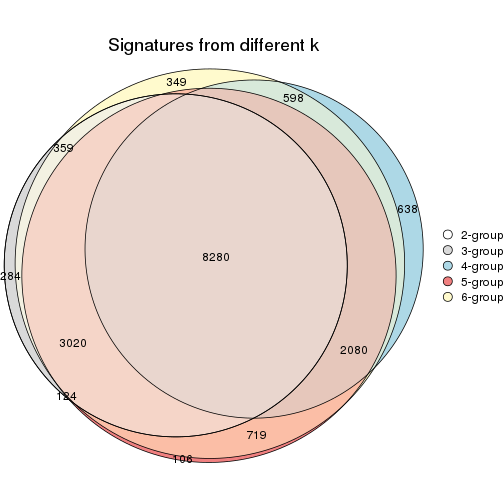 Signatures from different k
349
598
359
638
8280
284
3020
2080
124
719
106
2-group
3-group
4-group
5-group
6-group